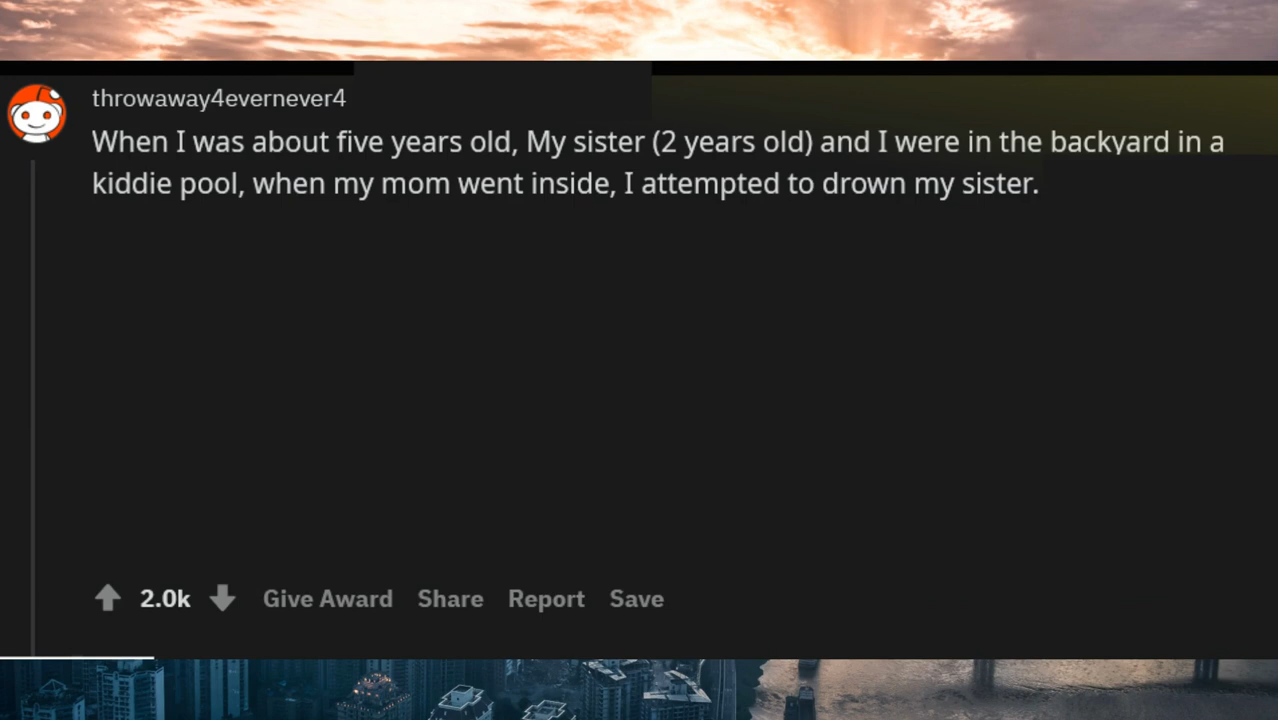 throwaway4evernever4
When I was about five years old, My sister (2 years old) and I were in the backyard in a
kiddie pool, when my mom went inside, I attempted to drown my sister.
2.0k Give Award Share Report Save